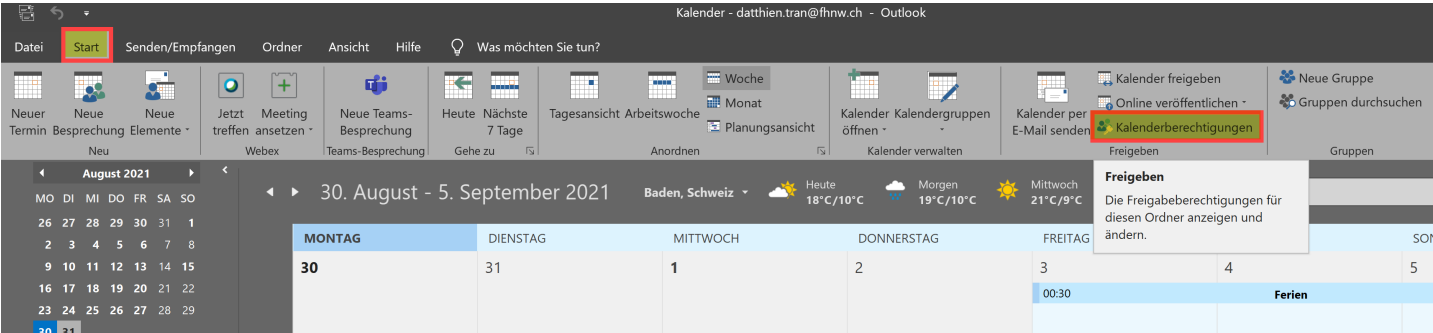 Kalender - datthien.tran@fhnw.ch - Outlook
Datei Start Senden/Empfangen Ordner Ansicht Hilfe Was möchten Sie tun?
Neuer Termin
Neue Besprechung
Neue Elemente
Neu
Jetzt treffen
Meeting ansetzen
Webex
Neue Teams-Besprechung
Teams-Besprechung
Heute
Nächste 7 Tage
Gehe zu
Tagesansicht
Arbeitswoche
Woche
Monat
Planungsansicht
Anordnen
Kalender öffnen
Kalendergruppen
Kalender verwalten
Kalender per E-Mail senden
Kalender freigeben
Online veröffentlichen
Kalenderberechtigungen
Freigeben
Neue Gruppe
Gruppen durchsuchen
Gruppen
Freigeben
Die Freigabeberechtigungen für
diesen Ordner anzeigen und
ändern.
August 2021
MO DI MI DO FR SA SO
26 27 28 29 30 31 1
2 3 4 5 6 7 8
9 10 11 12 13 14 15
16 17 18 19 20 21 22
23 24 25 26 27 28 29
30 31
30. August - 5. September 2021
Baden, Schweiz
Heute
18°C/10°C
Morgen
19°C/10°C
Mittwoch
21°C/9°C
MONTAG DIENSTAG MITTWOCH DONNERSTAG FREITAG SON
30 31 1 2 3 4 5
00:30 Ferien